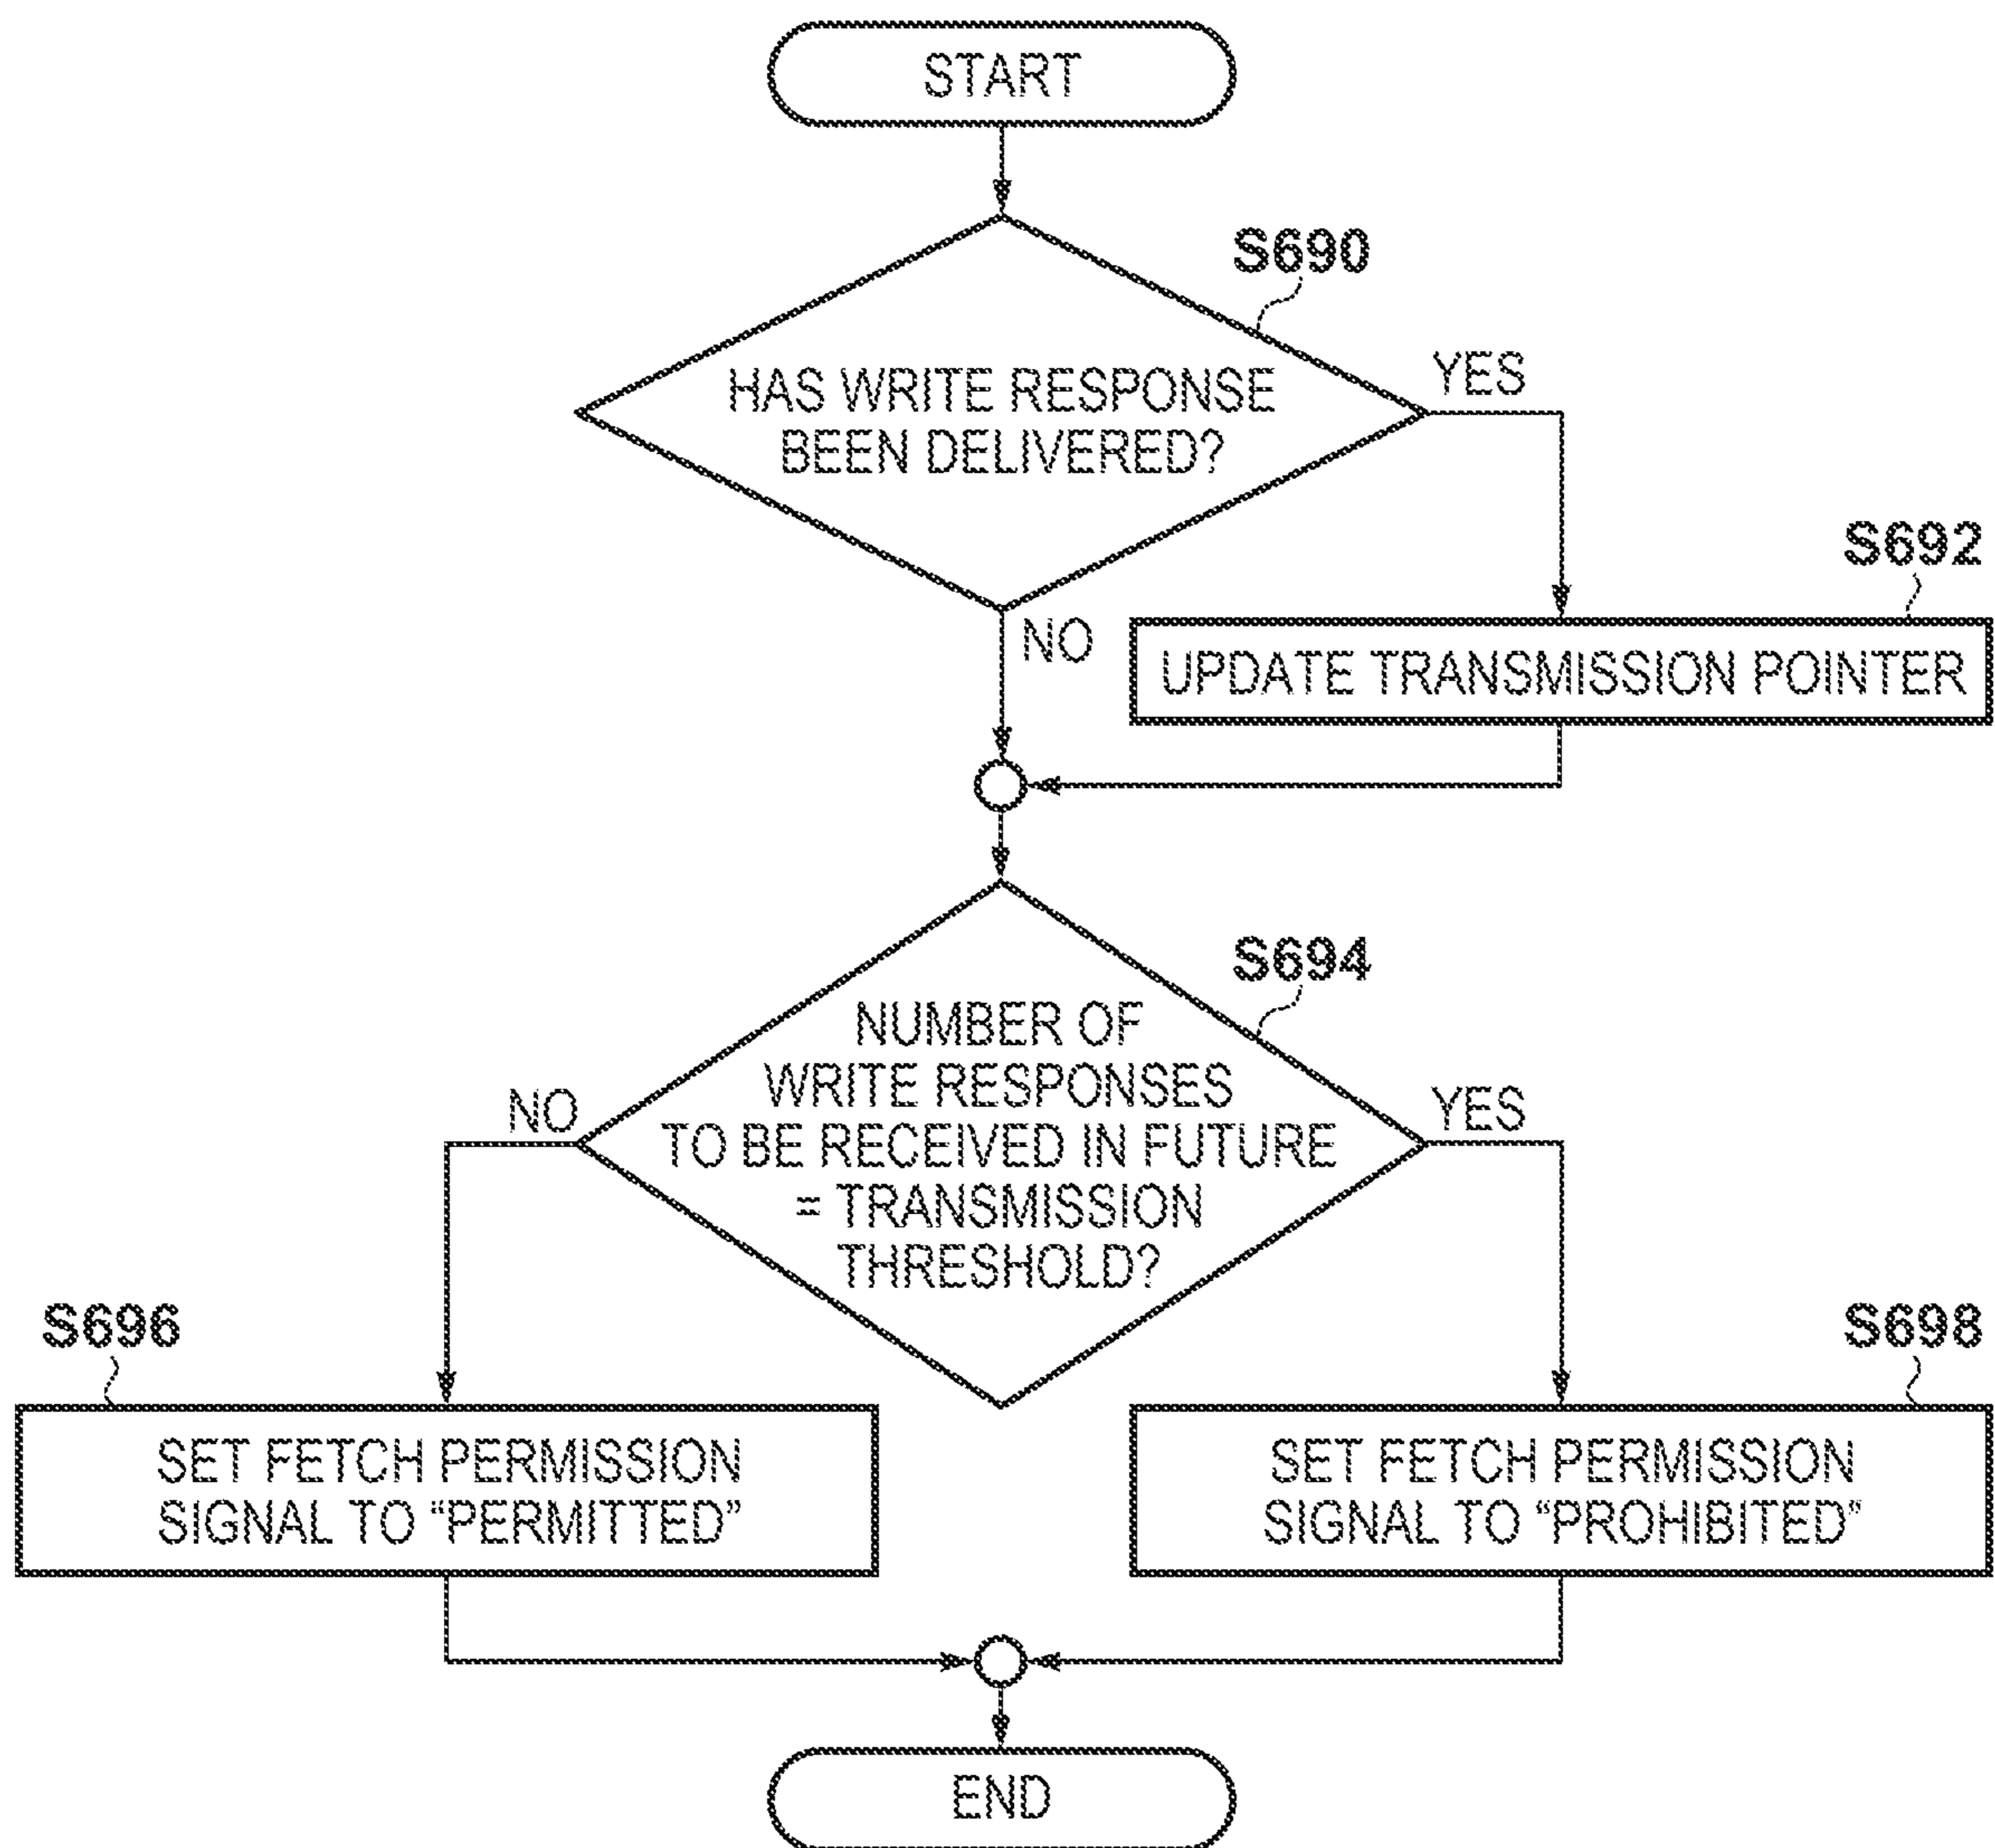 START
S690
HAS WRITE RESPONSE
BEEN DELIVERED?
YES
S692
NO
UPDATE TRANSMISSION POINTER
S694
NUMBER OF
WRITE RESPONSES
TO BE RECEIVED IN FUTURE
= TRANSMISSION
THRESHOLD?
NO
YES
S696
S698
SET FETCH PERMISSION
SIGNAL TO “PERMITTED”
SET FETCH PERMISSION
SIGNAL TO “PROHIBITED”
END